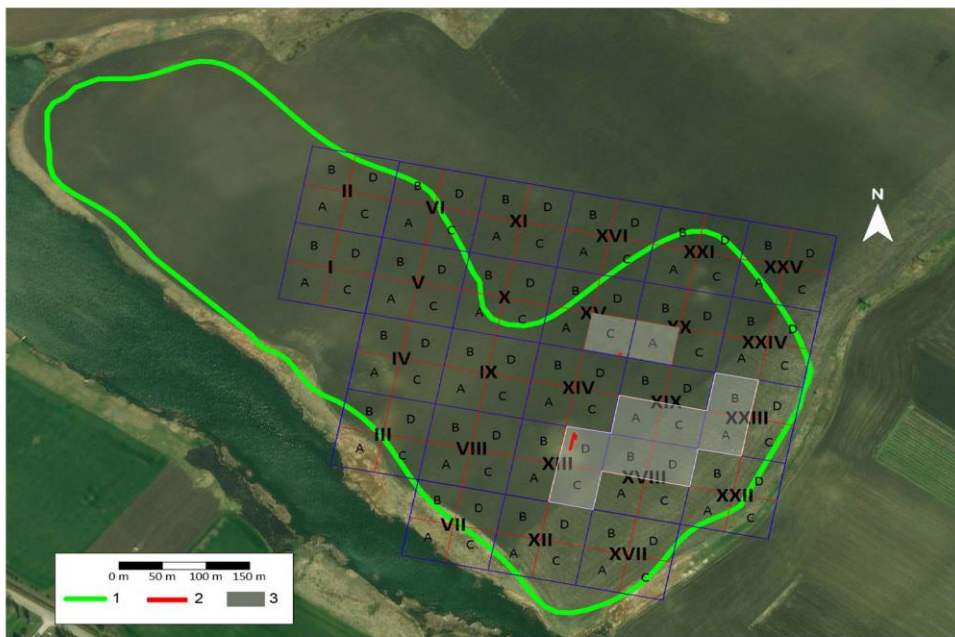 B D B D B D B D B D B D
II VI XI XVI XXI XXV
A C A C A C A C A C A C
N
B D B D B D B D B D B D
I V X XV XX XXIV
A C A C A C A C A C A C
B D B D B D B D B D
IV IX XIV XIX XXIII
A C A C A C A C A C
B D B D B D B D B D
III VIII XIII XVIII XXII
A C A C A C A C A C
B D B D B D
VII XII XVII
A C A C A C
0 m 50 m 100 m 150 m
1 2 3